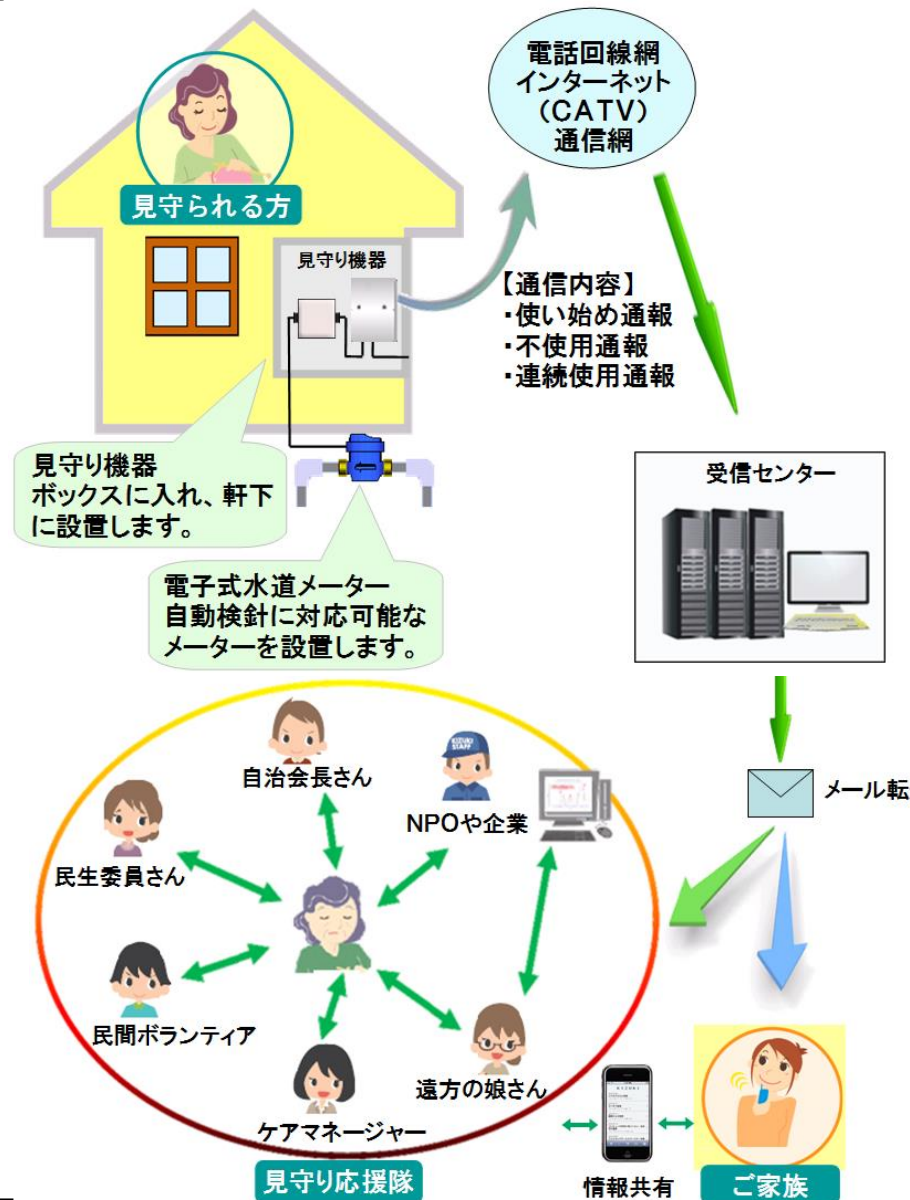 電話回線網
インターネット
（CATV）
通信網
見守られる方
見守り機器
【通信内容】
・使い始め通報
・不使用通報
・連続使用通報
見守り機器
ボックスに入れ、軒下
に設置します。
受信センター
電子式水道メーター
自動検針に対応可能な
メーターを設置します。
KIZUKI
STAFF
自治会長さん
NPOや企業
メール転
民生委員さん
民間ボランティア
遠方の娘さん
ケアマネージャー
見守り応援隊
情報共有
ご家族